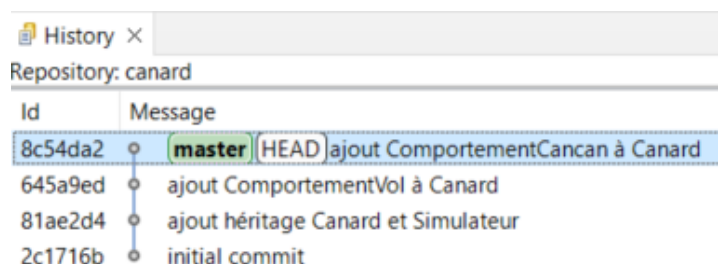 History
Repository: canard
Id Message
8c54da2 master HEAD ajout ComportementCancan à Canard
645a9ed ajout ComportementVol à Canard
81ae2d4 ajout héritage Canard et Simulateur
2c1716b initial commit